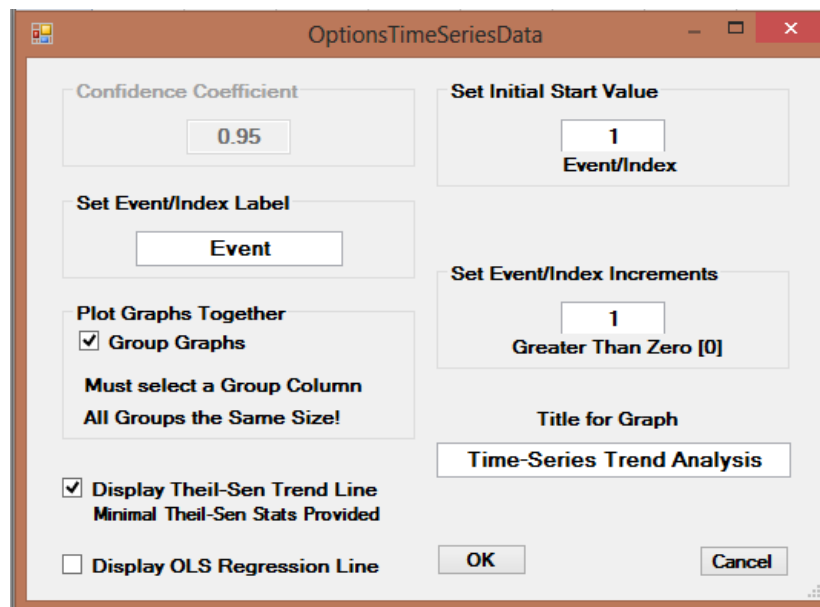 OptionsTimeSeriesData
Confidence Coefficient
0.95
Set Event/Index Label
Event
Plot Graphs Together
Group Graphs
Must select a Group Column
All Groups the Same Size!
Display Theil-Sen Trend Line
Minimal Theil-Sen Stats Provided
Display OLS Regression Line
Set Initial Start Value
1
Event/Index
Set Event/Index Increments
1
Greater Than Zero [0]
Title for Graph
Time-Series Trend Analysis
OK
Cancel